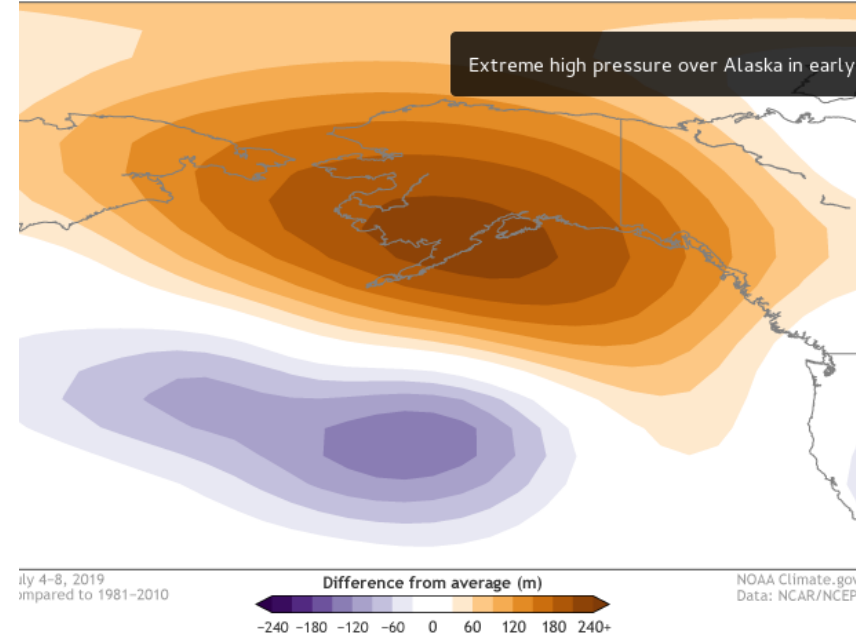 Extreme high pressure over Alaska in early
uly 4–8, 2019
ompared to 1981–2010
Difference from average (m)
−240 −180 −120 −60 0 60 120 180 240+
NOAA Climate.gov
Data: NCAR/NCEP